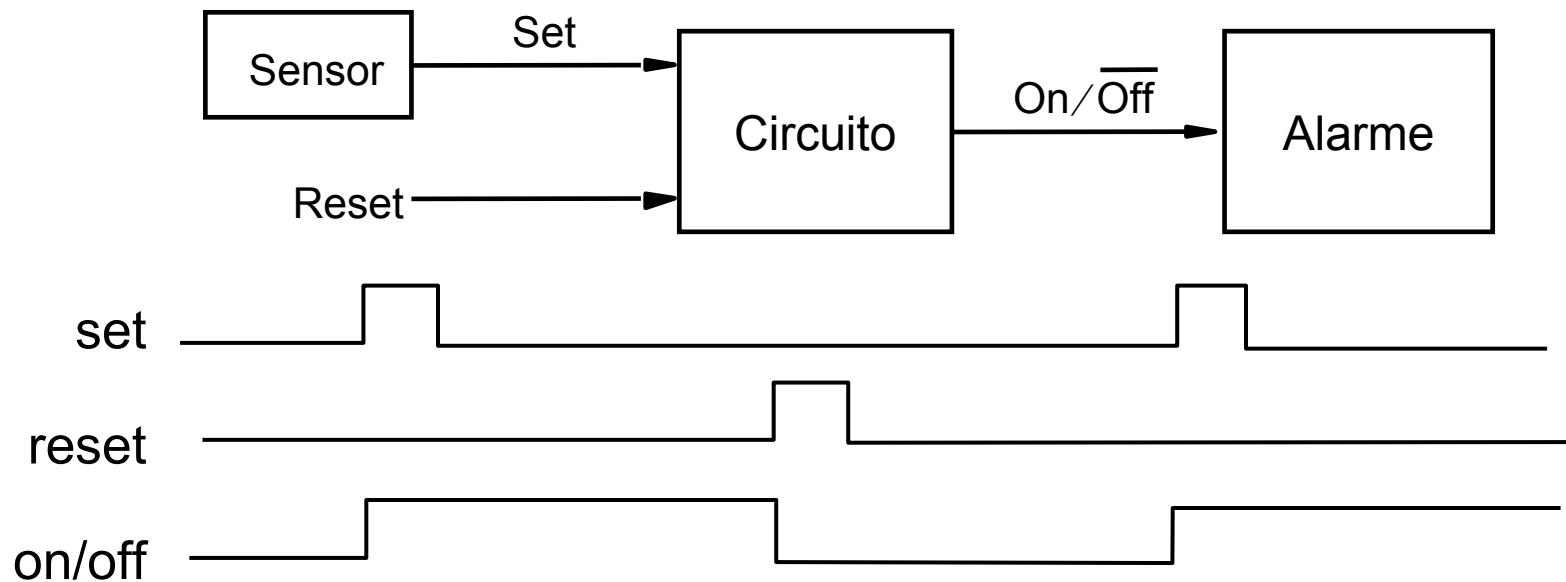 Set
Sensor
On/Off
Circuito
Alarme
Reset
set
reset
on/off